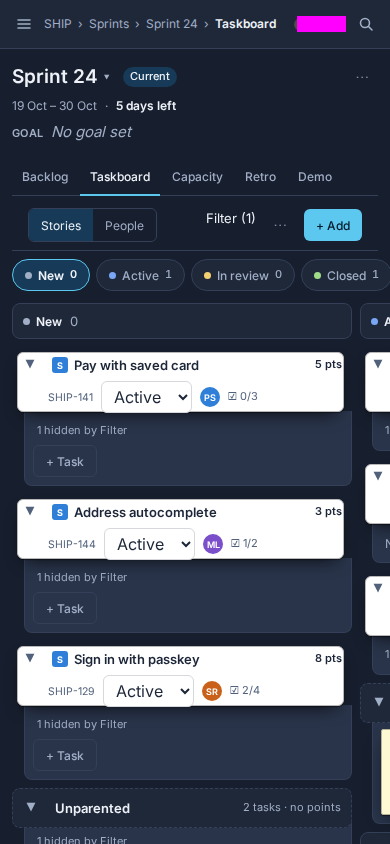 SHIP › Sprints › Sprint 24 › Taskboard
Sprint 24 ▾ Current ...
19 Oct – 30 Oct · 5 days left
GOAL No goal set
Backlog Taskboard Capacity Retro Demo
Stories People Filter (1) ... + Add
New 0 Active 1 In review 0 Closed 1
New 0
S Pay with saved card 5 pts
SHIP-141 Active PS ☑ 0/3
1 hidden by Filter
+ Task
S Address autocomplete 3 pts
SHIP-144 Active ML ☑ 1/2
1 hidden by Filter
+ Task
S Sign in with passkey 8 pts
SHIP-129 Active SR ☑ 2/4
1 hidden by Filter
+ Task
Unparented 2 tasks · no points
1 hidden by Filter